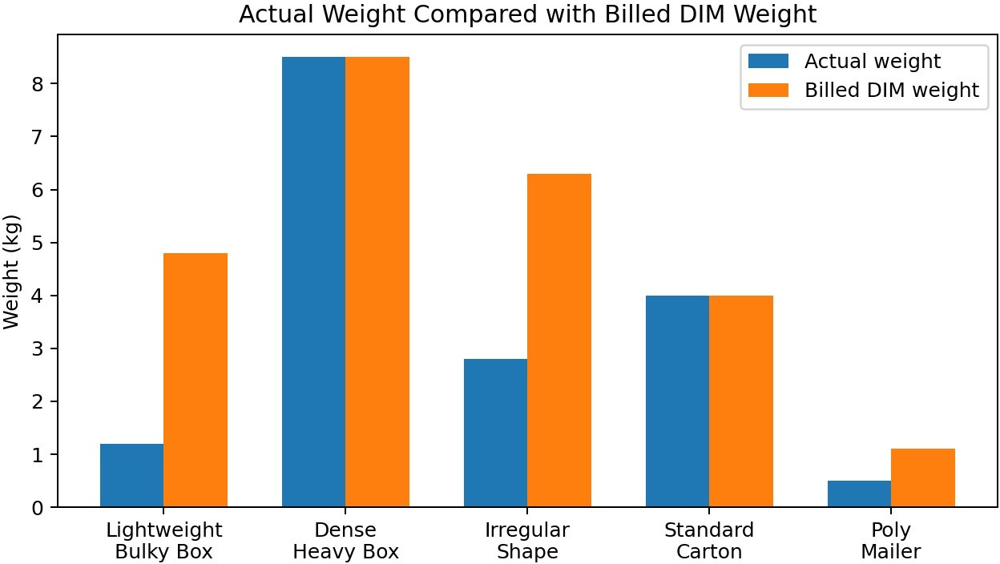 Actual Weight Compared with Billed DIM Weight
Actual weight
Billed DIM weight
Weight (kg)
8
7
6
5
4
3
2
1
0
Lightweight
Bulky Box
Dense
Heavy Box
Irregular
Shape
Standard
Carton
Poly
Mailer